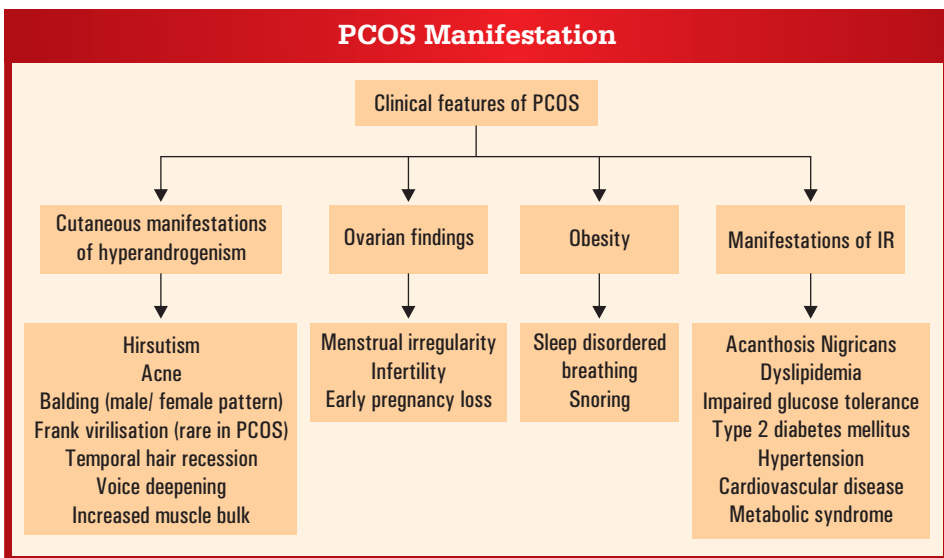 PCOS Manifestation
Clinical features of PCOS
Cutaneous manifestations
of hyperandrogenism
Ovarian findings
Obesity
Manifestations of IR
Hirsutism
Acne
Balding (male/ female pattern)
Frank virilisation (rare in PCOS)
Temporal hair recession
Voice deepening
Increased muscle bulk
Menstrual irregularity
Infertility
Early pregnancy loss
Sleep disordered
breathing
Snoring
Acanthosis Nigricans
Dyslipidemia
Impaired glucose tolerance
Type 2 diabetes mellitus
Hypertension
Cardiovascular disease
Metabolic syndrome